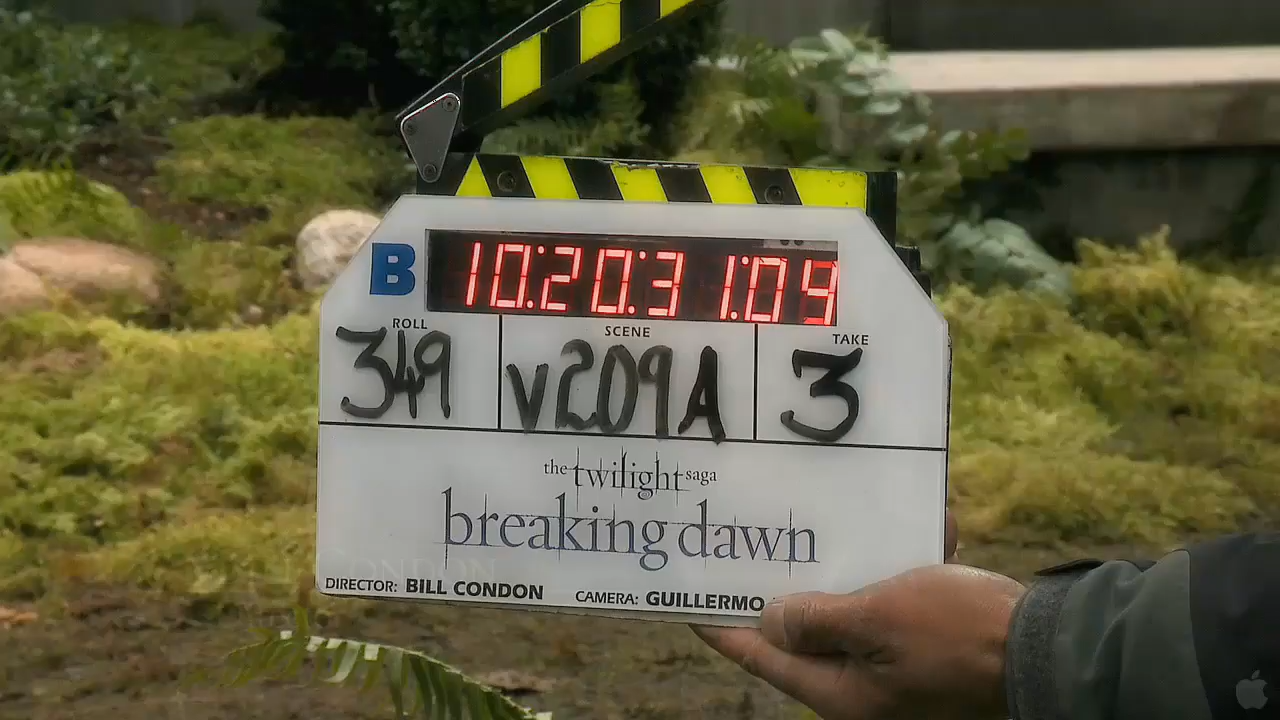 B 10:20:31:09
ROLL SCENE TAKE
349 V209A 3
the twilight saga
breaking dawn
DIRECTOR: BILL CONDON CAMERA: GUILLERMO